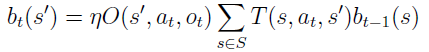 b_t(s′) = ηO(s′, a_t, o_t) ∑_{s∈S} T(s, a_t, s′)b_{t−1}(s)